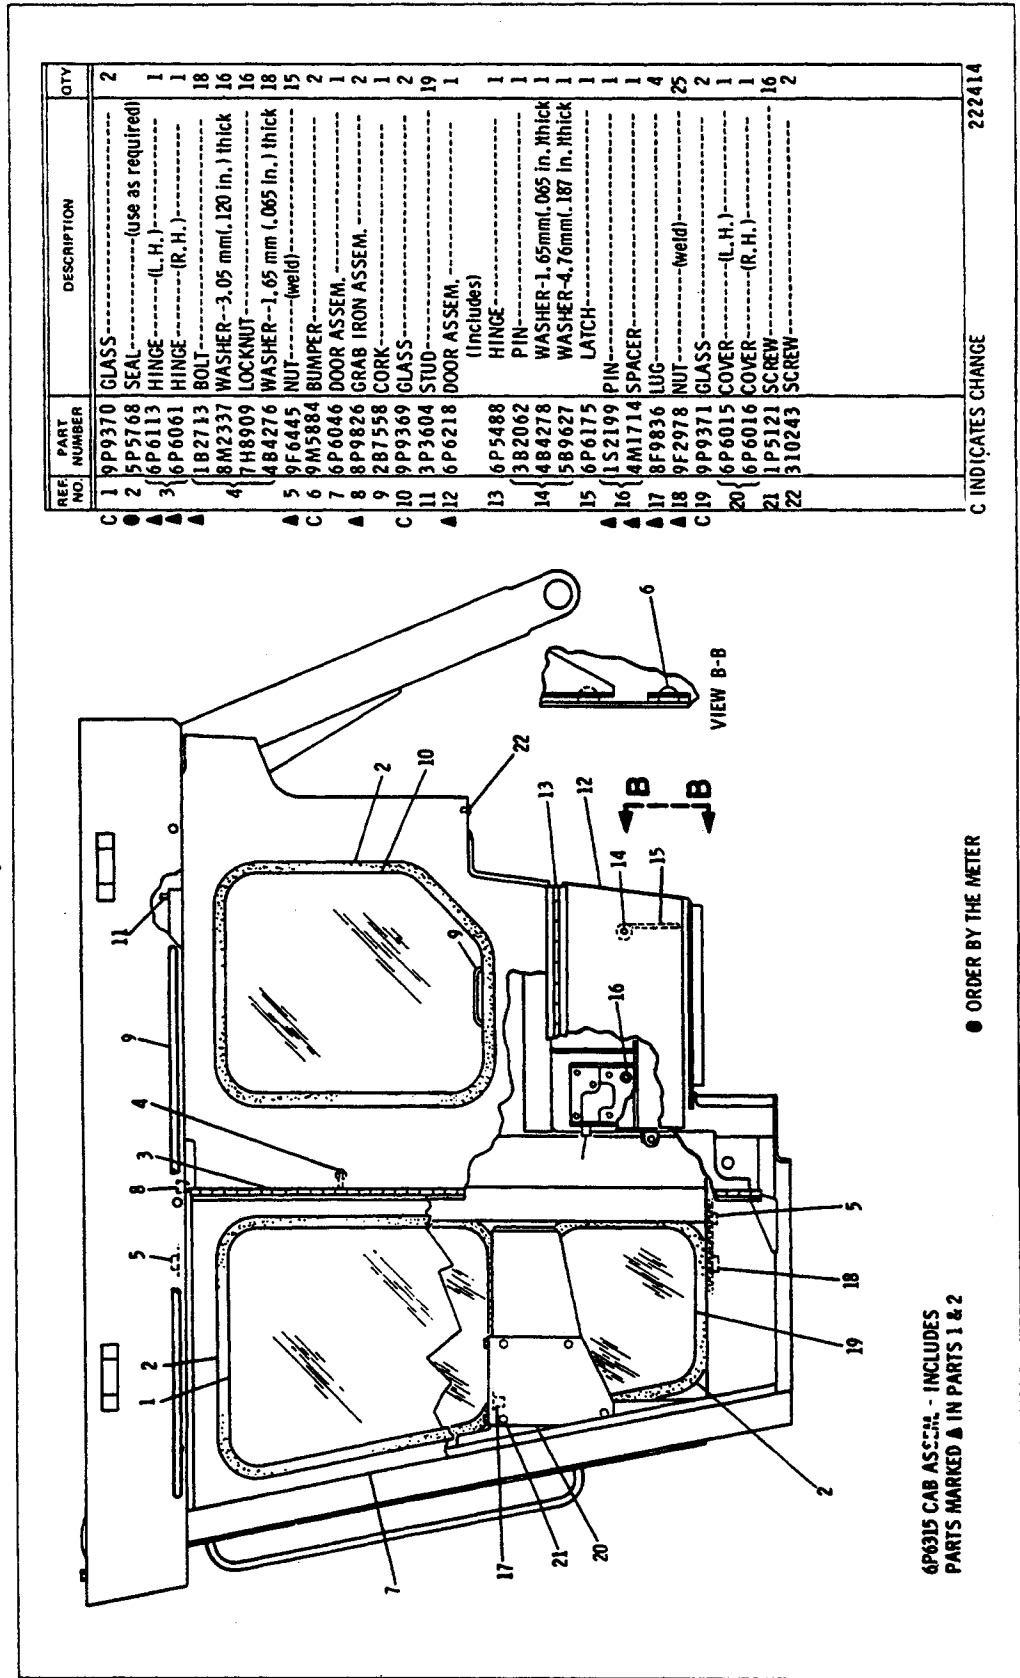 REF. NO. PART NUMBER DESCRIPTION QTY
C 1 9P9370 GLASS---------- 2
● 2 5P5768 SEAL----------(use as required)
▲ 3 6P6113 HINGE-----(L.H.)---------- 1
▲ 6P6061 HINGE-----(R.H.)---------- 1
▲ 4 1B2713 BOLT---------- 18
8M2337 WASHER--3.05 mm(.120 in.) thick 16
7H8909 LOCKNUT---------- 16
4B4276 WASHER--1.65 mm (.065 in.) thick 18
▲ 5 9F6445 NUT------(weld)---------- 15
C 6 9M5884 BUMPER---------- 2
7 6P6046 DOOR ASSEM.---------- 1
▲ 8 8P9826 GRAB IRON ASSEM.---------- 2
9 2B7558 CORK---------- 1
C 10 9P9369 GLASS---------- 2
11 3P3604 STUD---------- 19
▲ 12 6P6218 DOOR ASSEM.---------- 1
(Includes)
13 6P5488 HINGE---------- 1
14 3B2062 PIN---------- 1
4B4278 WASHER-1.65mm(.065 in.)thick 1
5B9627 WASHER-4.76mm(.187 in.)thick 1
15 6P6175 LATCH---------- 1
▲ 16 1S2199 PIN---------- 1
▲ 4M1714 SPACER---------- 1
▲ 17 8F9836 LUG---------- 4
▲ 18 9F2978 NUT----------(weld)---------- 25
C 19 9P9371 GLASS---------- 2
20 6P6015 COVER-----(L.H.)---------- 1
6P6016 COVER-----(R.H.)---------- 1
21 1P5121 SCREW---------- 16
22 310243 SCREW---------- 2
C INDICATES CHANGE 222414
11
9
4
3
8
5
2
1
2
10
22
9
13
12
14
15
16
B
B
6
VIEW B-B
7
17
21
20
2
19
18
5
● ORDER BY THE METER
6P6315 CAB ASSEM. - INCLUDES
PARTS MARKED ▲ IN PARTS 1 & 2